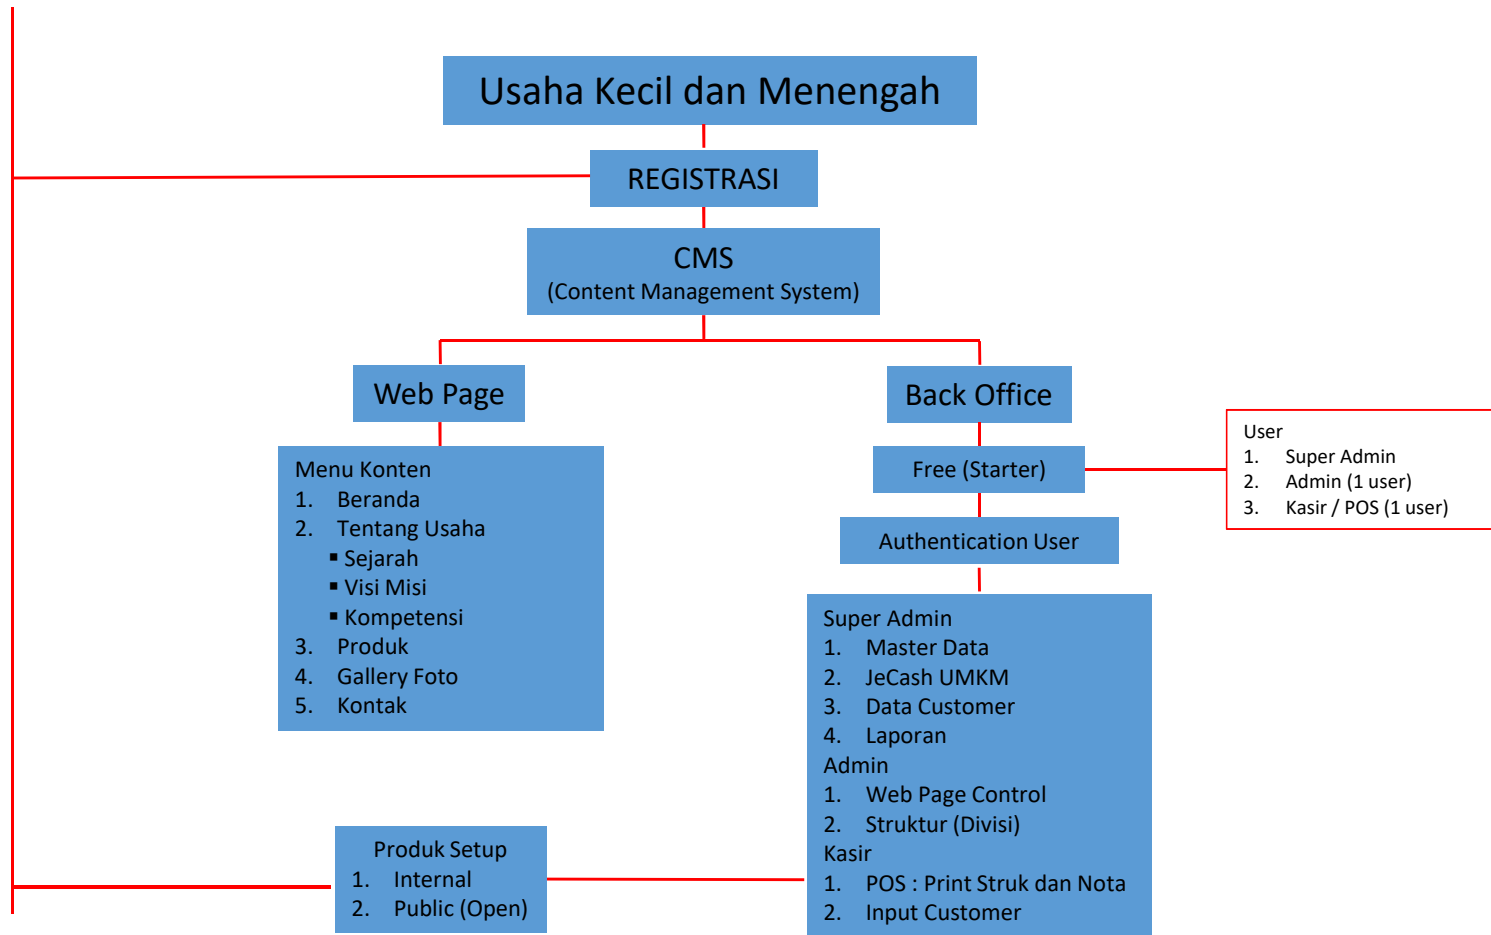 Usaha Kecil dan Menengah
REGISTRASI
CMS
(Content Management System)
Web Page
Menu Konten
1. Beranda
2. Tentang Usaha
▪ Sejarah
▪ Visi Misi
▪ Kompetensi
3. Produk
4. Gallery Foto
5. Kontak
Back Office
Free (Starter)
User
1. Super Admin
2. Admin (1 user)
3. Kasir / POS (1 user)
Authentication User
Super Admin
1. Master Data
2. JeCash UMKM
3. Data Customer
4. Laporan
Admin
1. Web Page Control
2. Struktur (Divisi)
Kasir
1. POS : Print Struk dan Nota
2. Input Customer
Produk Setup
1. Internal
2. Public (Open)